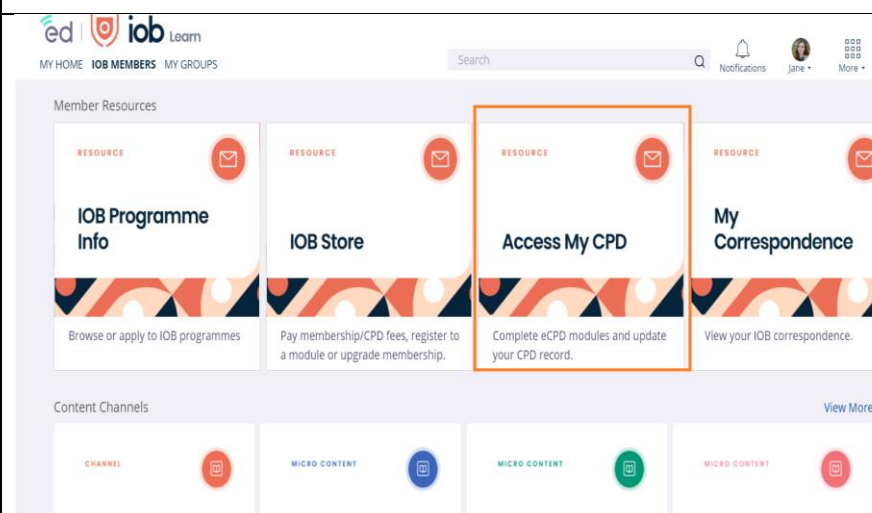 ed iob Learn
MY HOME IOB MEMBERS MY GROUPS
Search
Notifications
Jane
More
Member Resources
RESOURCE
IOB Programme
Info
Browse or apply to IOB programmes
RESOURCE
IOB Store
Pay membership/CPD fees, register to
a module or upgrade membership.
RESOURCE
Access My CPD
Complete eCPD modules and update
your CPD record.
RESOURCE
My
Correspondence
View your IOB correspondence.
Content Channels
View More
CHANNEL
MICRO CONTENT
MICRO CONTENT
MICRO CONTENT